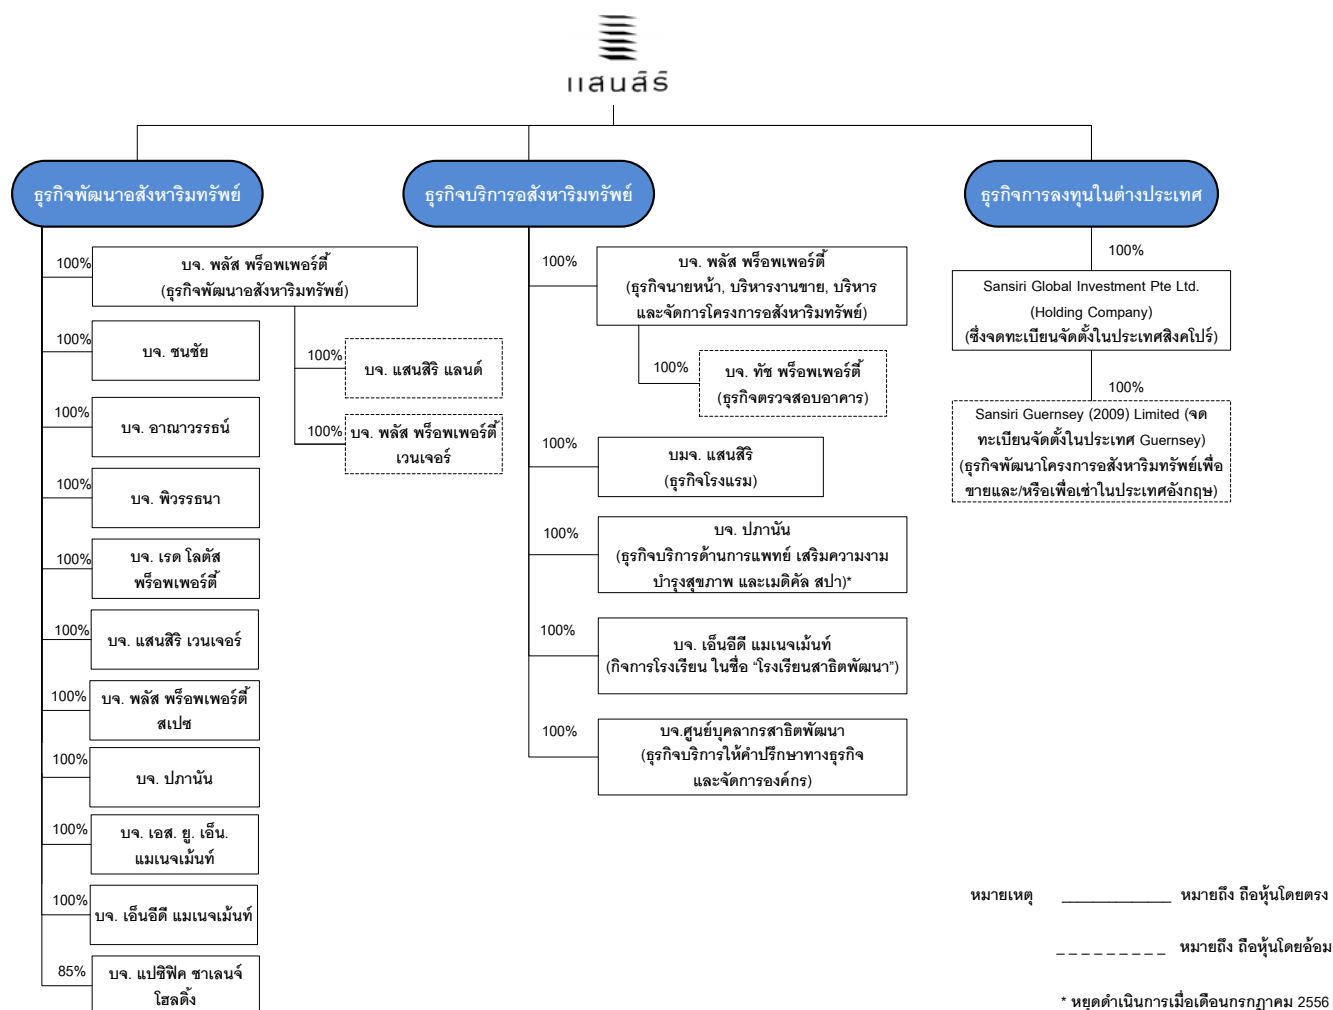 แสนสิริ
ธุรกิจพัฒนาอสังหาริมทรัพย์
100%
บจ. พลัส พร็อพเพอร์ตี้
(ธุรกิจพัฒนาอสังหาริมทรัพย์)
100%
บจ. แสนสิริ แลนด์
100%
บจ. พลัส พร็อพเพอร์ตี้
เวนเจอร์
100%
บจ. ชนชัย
100%
บจ. อาณาวรรธน์
100%
บจ. พิวรรธนา
100%
บจ. เรด โลตัส
พร็อพเพอร์ตี้
100%
บจ. แสนสิริ เวนเจอร์
100%
บจ. พลัส พร็อพเพอร์ตี้
สเปซ
100%
บจ. ปภานัน
100%
บจ. เอส. ยู. เอ็น.
แมเนจเม้นท์
100%
บจ. เอ็นอีดี แมเนจเม้นท์
85%
บจ. แปซิฟิค ชาเลนจ์
โฮลดิ้ง
ธุรกิจบริการอสังหาริมทรัพย์
100%
บจ. พลัส พร็อพเพอร์ตี้
(ธุรกิจนายหน้า, บริหารงานขาย, บริหาร
และจัดการโครงการอสังหาริมทรัพย์)
100%
บจ. ทัช พร็อพเพอร์ตี้
(ธุรกิจตรวจสอบอาคาร)
100%
บมจ. แสนสิริ
(ธุรกิจโรงแรม)
100%
บจ. ปภานัน
(ธุรกิจบริการด้านการแพทย์ เสริมความงาม
บำรุงสุขภาพ และเมดิคัล สปา)*
100%
บจ. เอ็นอีดี แมเนจเม้นท์
(กิจการโรงเรียน ในชื่อ “โรงเรียนสาธิตพัฒนา”)
100%
บจ.ศูนย์บุคลากรสาธิตพัฒนา
(ธุรกิจบริการให้คำปรึกษาทางธุรกิจ
และจัดการองค์กร)
ธุรกิจการลงทุนในต่างประเทศ
100%
Sansiri Global Investment Pte Ltd.
(Holding Company)
(ซึ่งจดทะเบียนจัดตั้งในประเทศสิงคโปร์)
100%
Sansiri Guernsey (2009) Limited (จด
ทะเบียนจัดตั้งในประเทศ Guernsey)
(ธุรกิจพัฒนาโครงการอสังหาริมทรัพย์เพื่อ
ขายและ/หรือเพื่อเช่าในประเทศอังกฤษ)
หมายเหตุ ____________ หมายถึง ถือหุ้นโดยตรง
_ _ _ _ _ _ _ _ _ หมายถึง ถือหุ้นโดยอ้อม
* หยุดดำเนินการเมื่อเดือนกรกฎาคม 2556